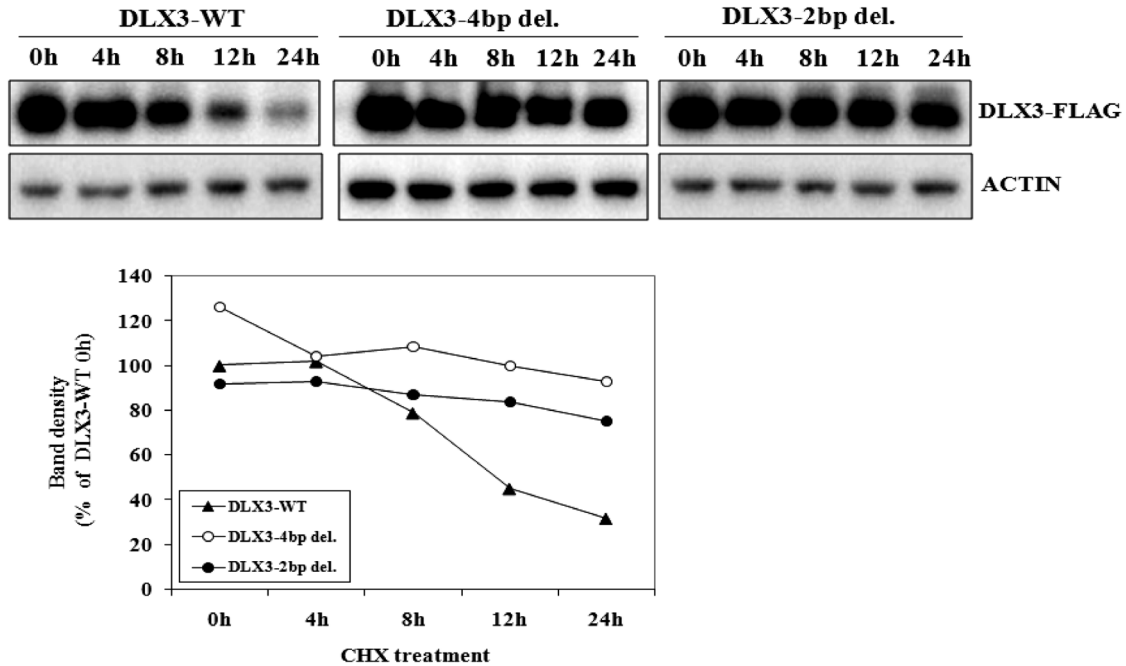 DLX3-WT DLX3-4bp del. DLX3-2bp del.
0h 4h 8h 12h 24h 0h 4h 8h 12h 24h 0h 4h 8h 12h 24h
DLX3-FLAG
ACTIN
140
120
100
80
60
40
20
0
Band density
(% of DLX3-WT 0h)
DLX3-WT
DLX3-4bp del.
DLX3-2bp del.
0h 4h 8h 12h 24h
CHX treatment